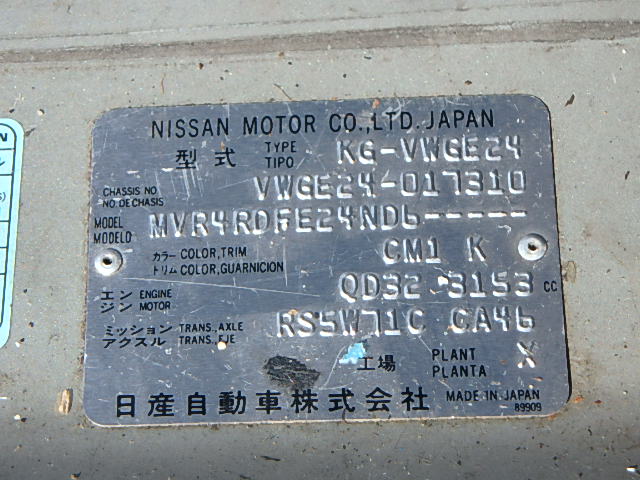 NISSAN MOTOR CO.,LTD. JAPAN
型式 TYPE TIPO KG-VWGE24
CHASSIS NO NO DE CHASIS VWGE24-017310
MODEL MODELO MVR4RDFE24ND6-----
カラー COLOR,TRIM トリム COLOR,GUARNICION CM1 K
エンジン ENGINE MOTOR QD32 3153 CC
ミッション アクスル TRANS.,AXLE TRANS.,EJE RS5W71C CA46
工場 PLANT PLANTA X
日産自動車株式会社 MADE IN JAPAN
89909